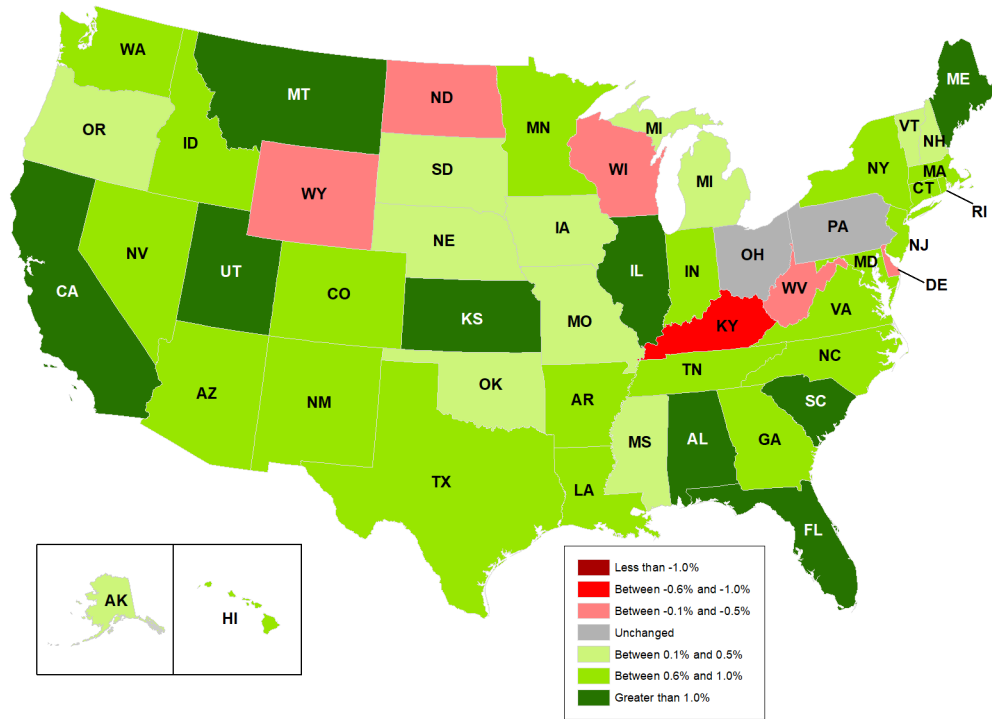 WA
ME
MT
ND
MN
VT
MI
OR
NH
ID
MA
NY
SD
WI
MI
CT
WY
RI
IA
PA
NE
NJ
NV
OH
MD
UT
IL
IN
CA
CO
DE
WV
VA
KS
MO
KY
NC
TN
OK
AZ
NM
AR
SC
MS
AL
GA
TX
LA
FL
AK
HI
Less than -1.0%
Between -0.6% and -1.0%
Between -0.1% and -0.5%
Unchanged
Between 0.1% and 0.5%
Between 0.6% and 1.0%
Greater than 1.0%